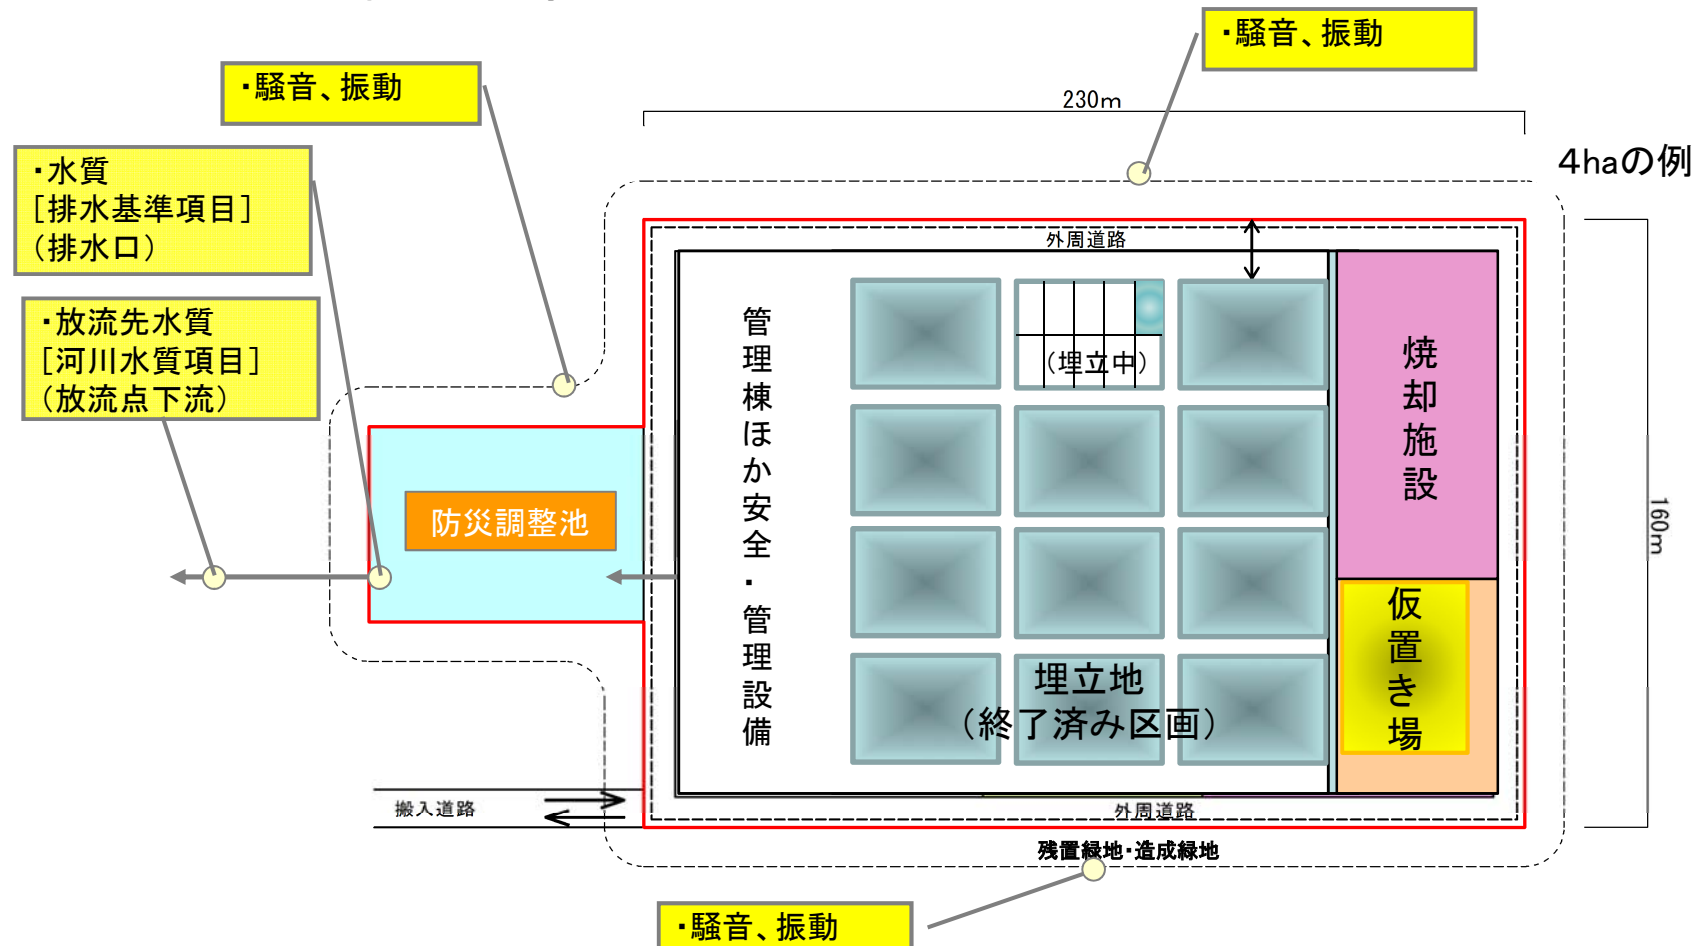 ・騒音、振動
・騒音、振動
230m
4haの例
・水質
[排水基準項目]
(排水口)
・放流先水質
[河川水質項目]
(放流点下流)
外周道路
管理棟ほか安全・管理設備
(埋立中)
焼却施設
160m
防災調整池
仮置き場
埋立地
(終了済み区画)
搬入道路
外周道路
残置緑地・造成緑地
・騒音、振動